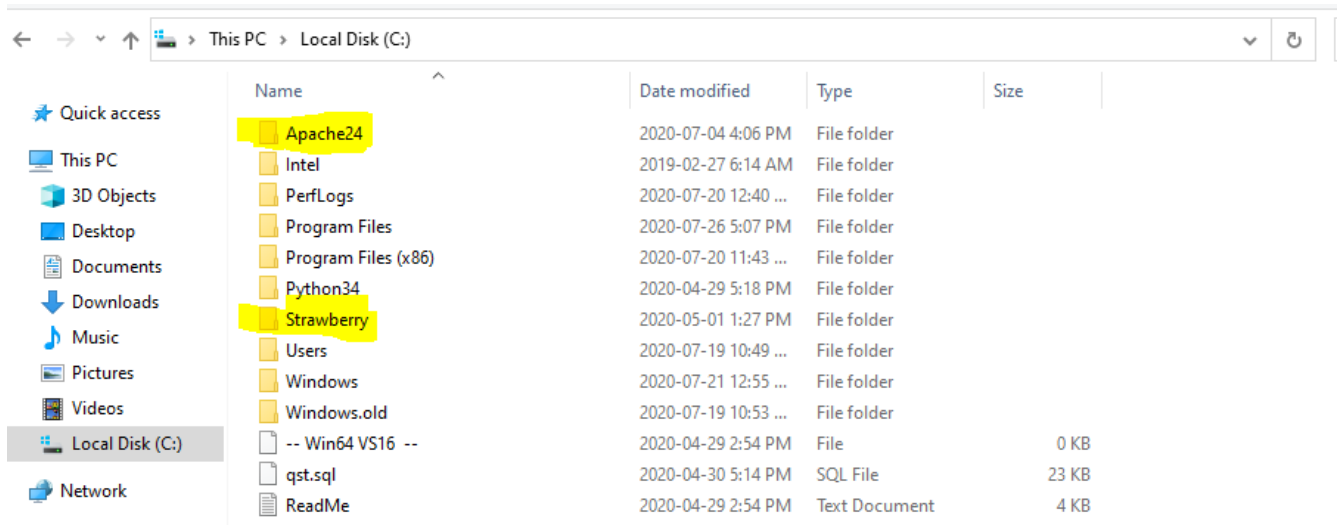 This PC > Local Disk (C:)
Name Date modified Type Size
Quick access
This PC
3D Objects
Desktop
Documents
Downloads
Music
Pictures
Videos
Local Disk (C:)
Network
Apache24 2020-07-04 4:06 PM File folder
Intel 2019-02-27 6:14 AM File folder
PerfLogs 2020-07-20 12:40 ... File folder
Program Files 2020-07-26 5:07 PM File folder
Program Files (x86) 2020-07-20 11:43 ... File folder
Python34 2020-04-29 5:18 PM File folder
Strawberry 2020-05-01 1:27 PM File folder
Users 2020-07-19 10:49 ... File folder
Windows 2020-07-21 12:55 ... File folder
Windows.old 2020-07-19 10:53 ... File folder
-- Win64 VS16 -- 2020-04-29 2:54 PM File 0 KB
qst.sql 2020-04-30 5:14 PM SQL File 23 KB
ReadMe 2020-04-29 2:54 PM Text Document 4 KB